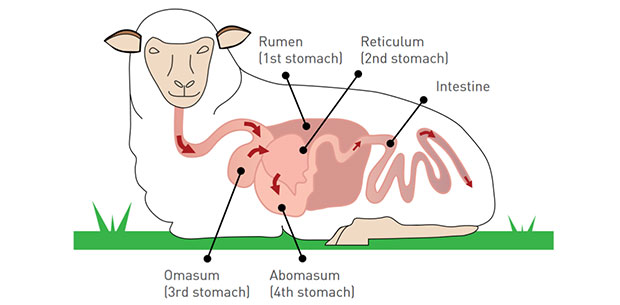 Rumen
(1st stomach)
Reticulum
(2nd stomach)
Intestine
Omasum
(3rd stomach)
Abomasum
(4th stomach)